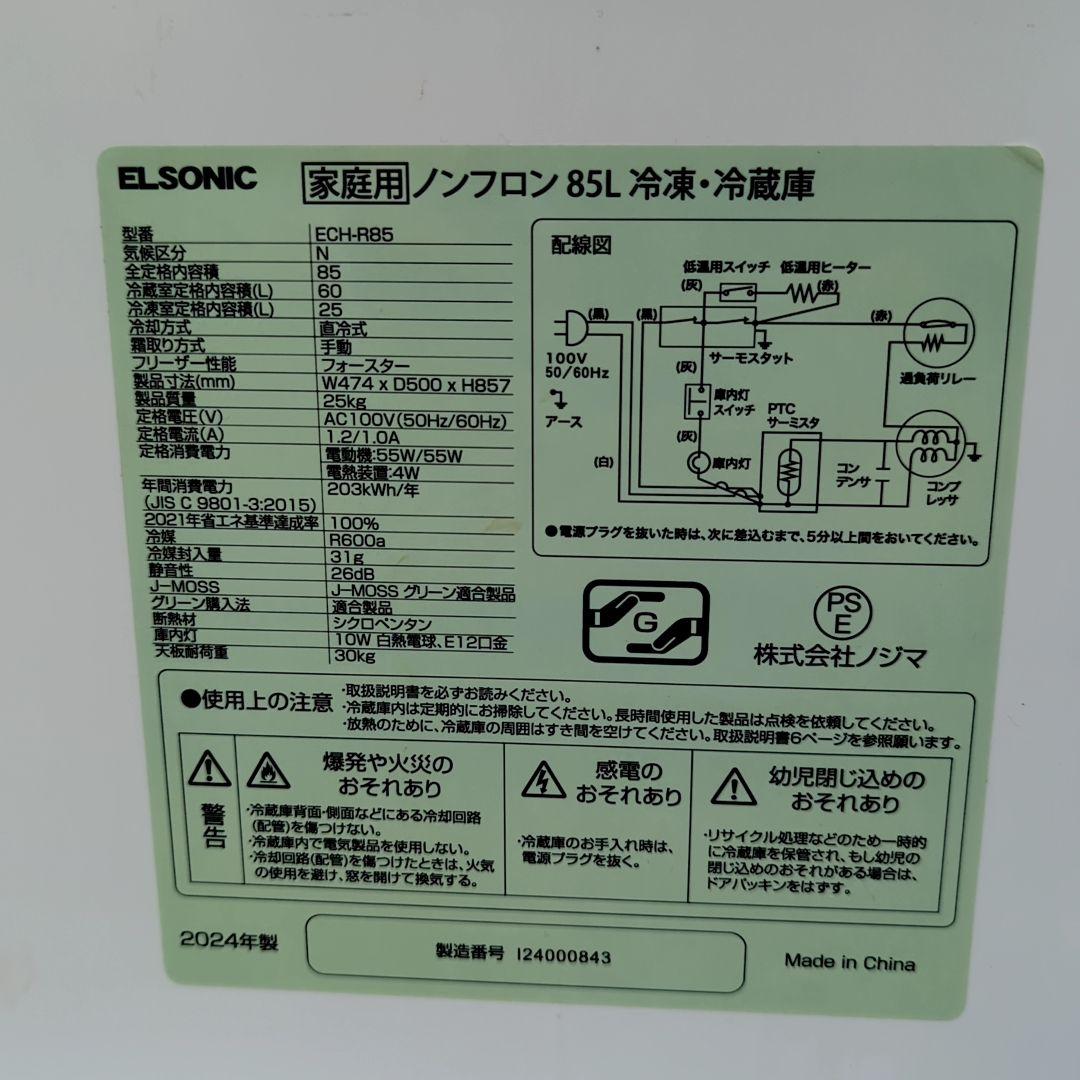 ELSONIC 家庭用 ノンフロン 85L 冷凍・冷蔵庫
型番 ECH-R85
気候区分 N
全定格内容積 85
冷蔵室定格内容積(L) 60
冷凍室定格内容積(L) 25
冷却方式 直冷式
霜取り方式 手動
フリーザー性能 フォースター
製品寸法(mm) W474 x D500 x H857
製品質量 25kg
定格電圧(V) AC100V(50Hz/60Hz)
定格電流(A) 1.2/1.0A
定格消費電力 電動機:55W/55W
電熱装置:4W
年間消費電力 203kWh/年
(JIS C 9801-3:2015)
2021年省エネ基準達成率 100%
冷媒 R600a
冷媒封入量 31g
静音性 26dB
J-MOSS J-MOSS グリーン適合製品
グリーン購入法 適合製品
断熱材 シクロペンタン
庫内灯 10W 白熱電球、E12口金
天板耐荷重 30kg
配線図
低温用スイッチ 低温用ヒーター
(灰) (赤)
(黒) (黒) (赤)
100V
50/60Hz
サーモスタット
過負荷リレー
(灰)
アース
庫内灯
スイッチ
PTC
サーミスタ
(灰)
(白)
庫内灯
コン
デンサ
コンプ
レッサ
●電源プラグを抜いた時は、次に差込むまで、5分以上間をおいてください。
G
PS
E
株式会社ノジマ
●使用上の注意
・取扱説明書を必ずお読みください。
・冷蔵庫内は定期的にお掃除してください。長時間使用した製品は点検を依頼してください。
・放熱のために、冷蔵庫の周囲はすき間を空けてください。取扱説明書6ページを参照願います。
警告
爆発や火災の
おそれあり
・冷蔵庫背面・側面などにある冷却回路
(配管)を傷つけない。
・冷蔵庫内で電気製品を使用しない。
・冷却回路(配管)を傷つけたときは、火気
の使用を避け、窓を開けて換気する。
感電の
おそれあり
・冷蔵庫のお手入れ時は、
電源プラグを抜く。
幼児閉じ込めの
おそれあり
・リサイクル処理などのため一時的
に冷蔵庫を保管され、もし幼児の
閉じ込めのおそれがある場合は、
ドアパッキンをはずす。
2024年製
製造番号 I24000843
Made in China